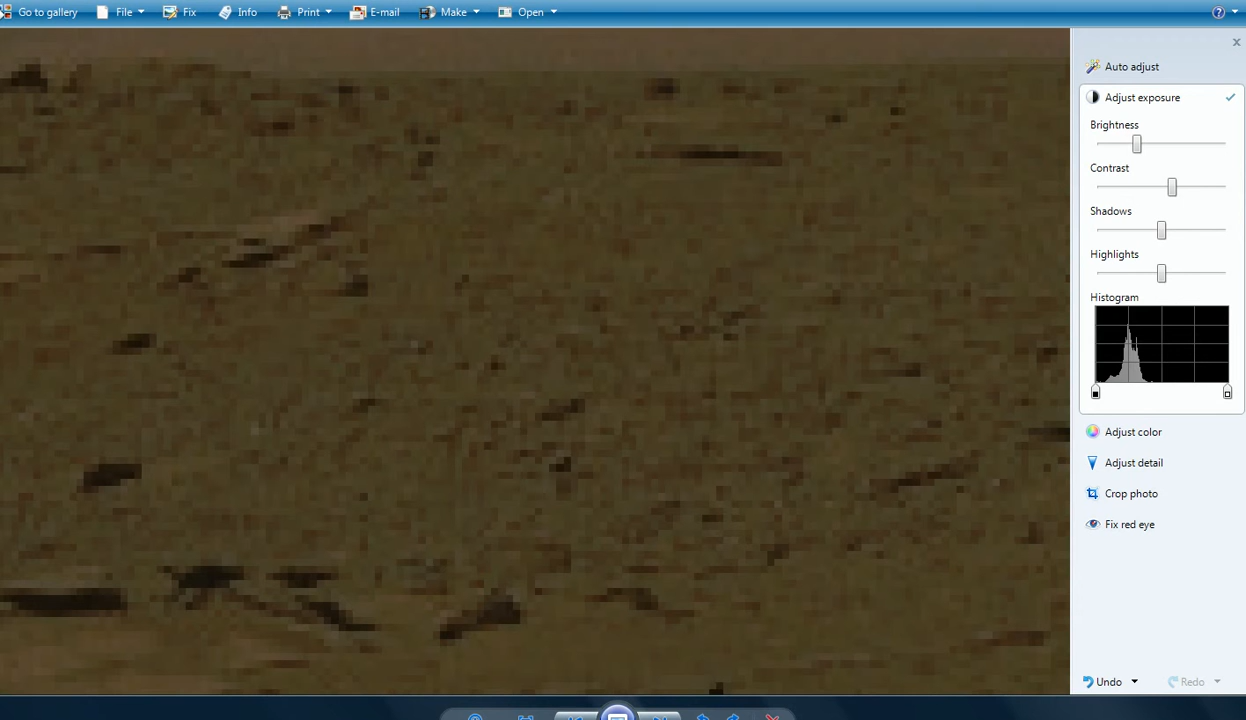 Go to gallery File Fix Info Print E-mail Make Open
Auto adjust
Adjust exposure
Brightness
Contrast
Shadows
Highlights
Histogram
Adjust color
Adjust detail
Crop photo
Fix red eye
Undo Redo